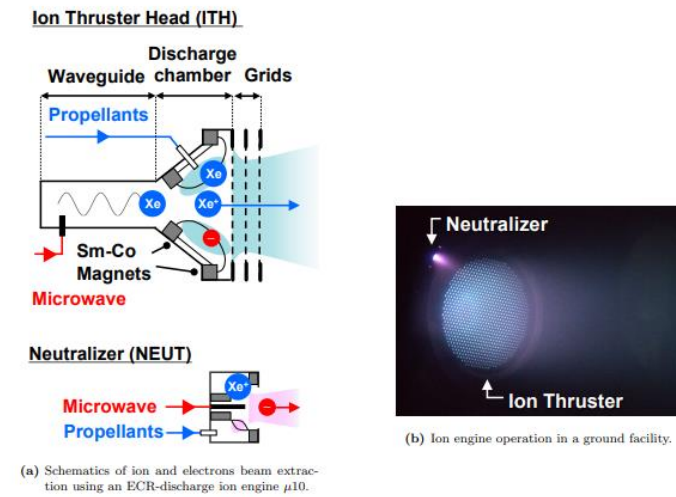 Ion Thruster Head (ITH)
Discharge
Waveguide chamber Grids
Propellants
Xe
Xe
Xe⁺
−
Sm-Co
Magnets
Microwave
Neutralizer (NEUT)
Xe⁺
Microwave
−
Propellants
(a) Schematics of ion and electrons beam extrac-
tion using an ECR-discharge ion engine μ10.
Neutralizer
Ion Thruster
(b) Ion engine operation in a ground facility.